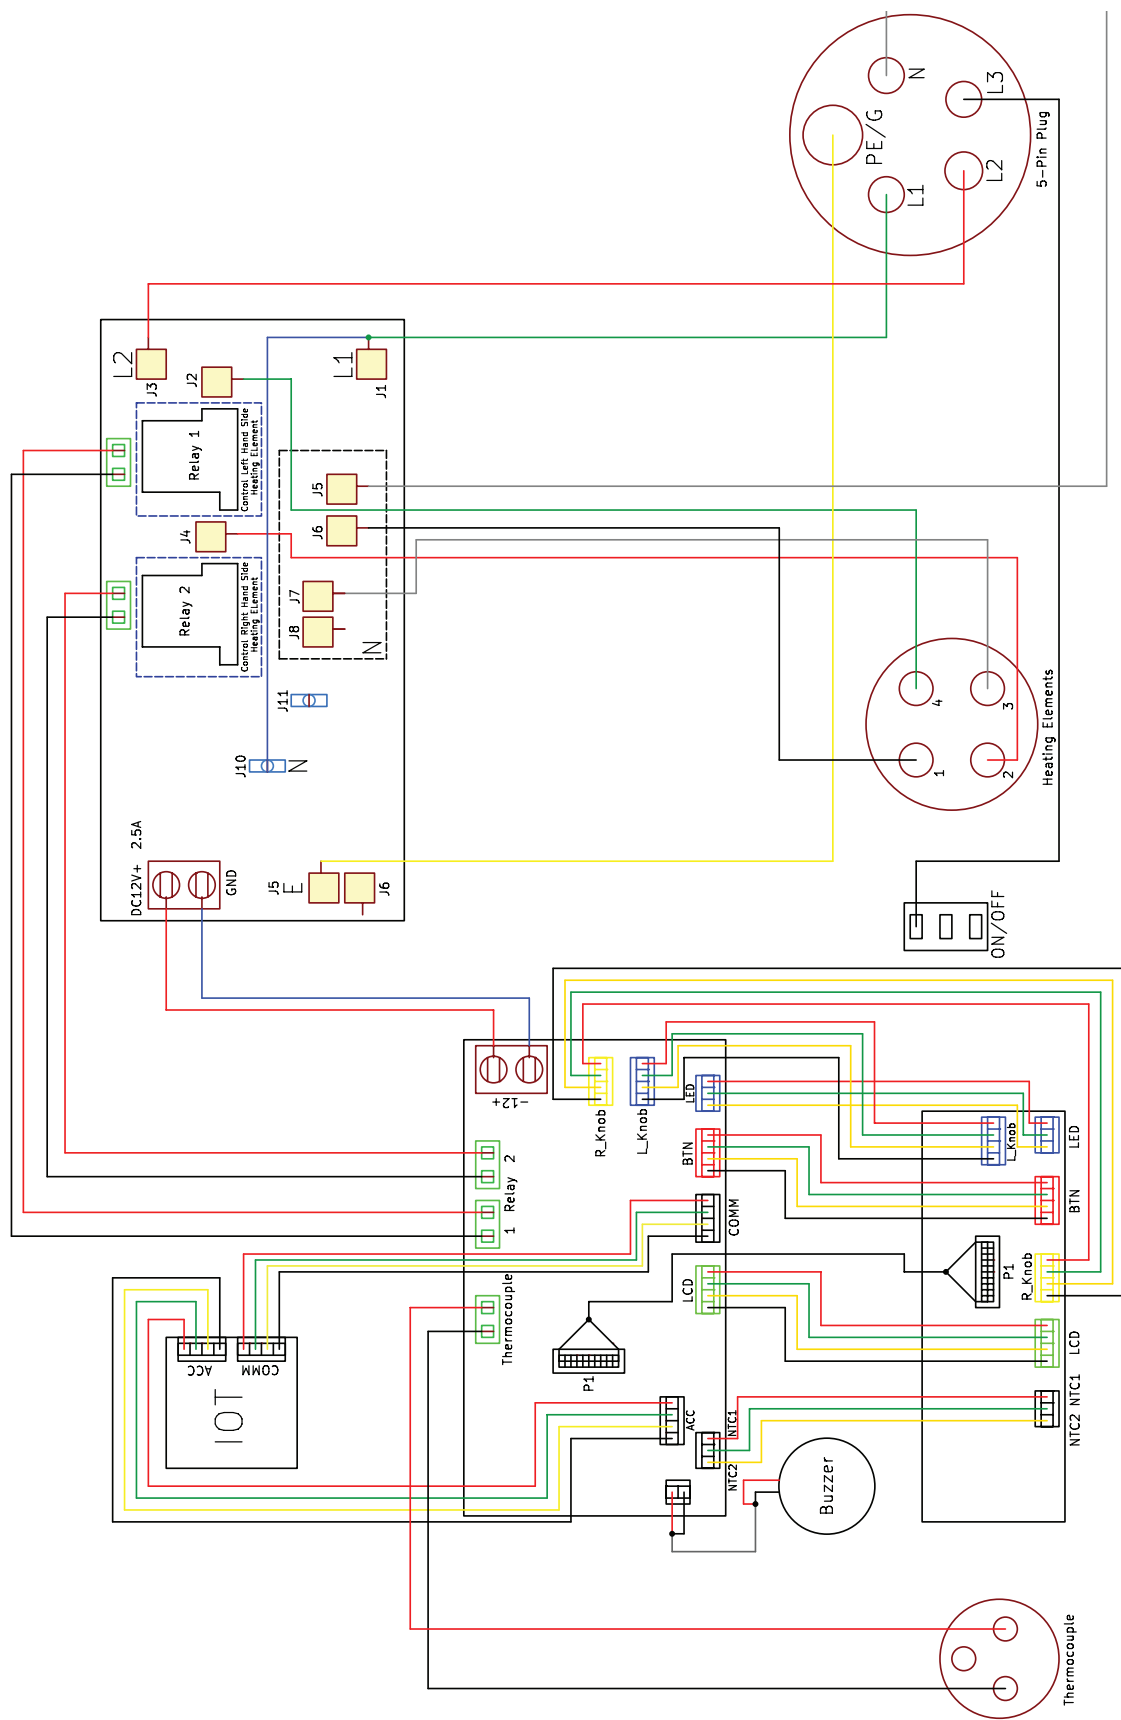 N
L3
PE/G
L1
L2
5-Pin Plug
L2
J3
J2
L1
J1
Relay 1
Control Left Hand Side
Heating ELement
J5
J6
J4
Relay 2
Control Right Hand Side
Heating ELement
J7
J8
N
J11
J10
N
4
3
1
2
Heating Elements
DC12V+ 2.5A
GND
J5
E
J6
ON/OFF
-12+
R_Knob
L_Knob
LED
BTN
COMM
Relay
2
1
LCD
Thermocouple
P1
ACC
NTC1
NTC2
L_Knob
LED
BTN
P1
R_Knob
LCD
NTC2 NTC1
ACC
COMM
IOT
Buzzer
Thermocouple